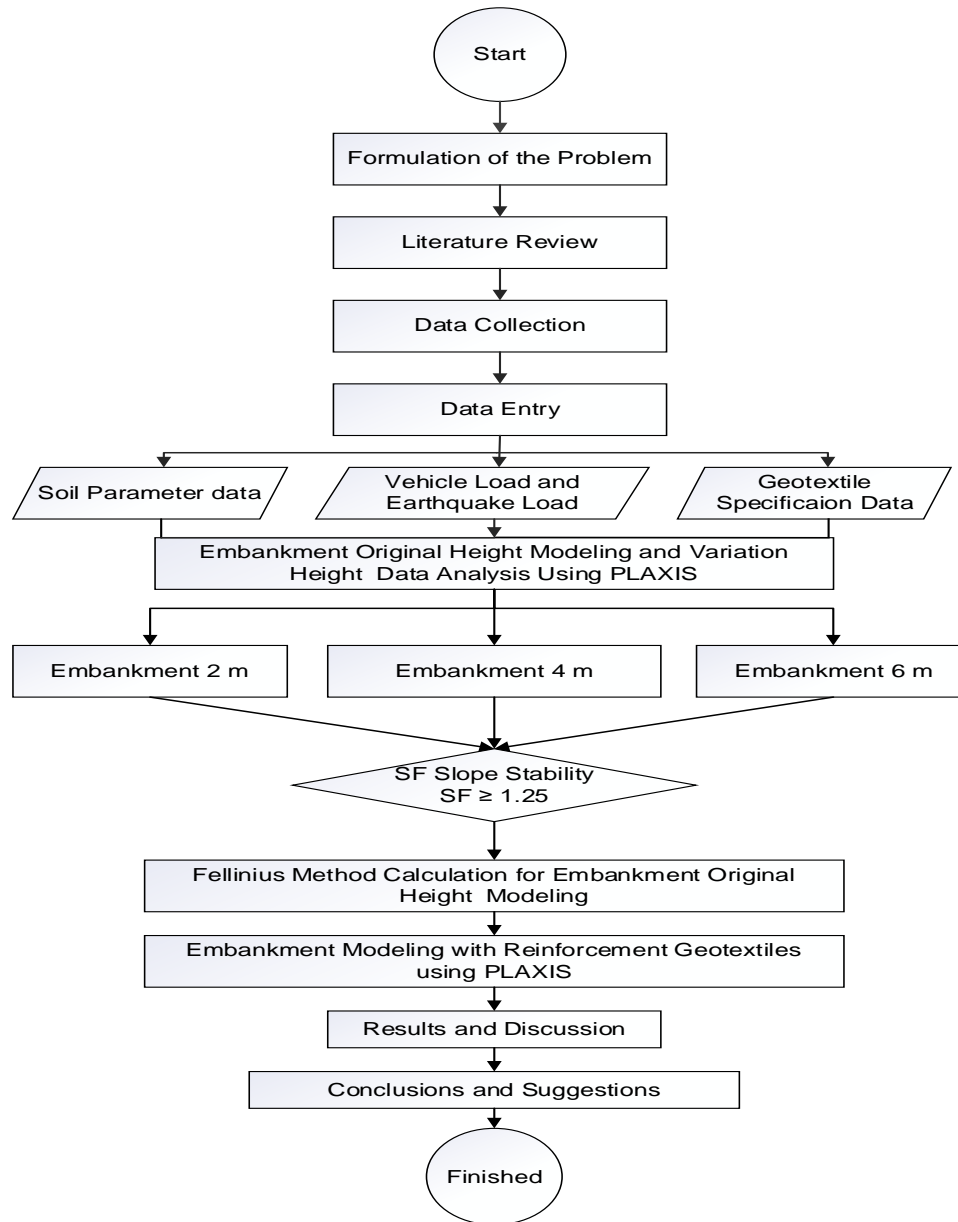 Start
Formulation of the Problem
Literature Review
Data Collection
Data Entry
Soil Parameter data
Vehicle Load and
Earthquake Load
Geotextile
Specificaion Data
Embankment Original Height Modeling and Variation
Height Data Analysis Using PLAXIS
Embankment 2 m
Embankment 4 m
Embankment 6 m
SF Slope Stability
SF ≥ 1.25
Fellinius Method Calculation for Embankment Original
Height Modeling
Embankment Modeling with Reinforcement Geotextiles
using PLAXIS
Results and Discussion
Conclusions and Suggestions
Finished